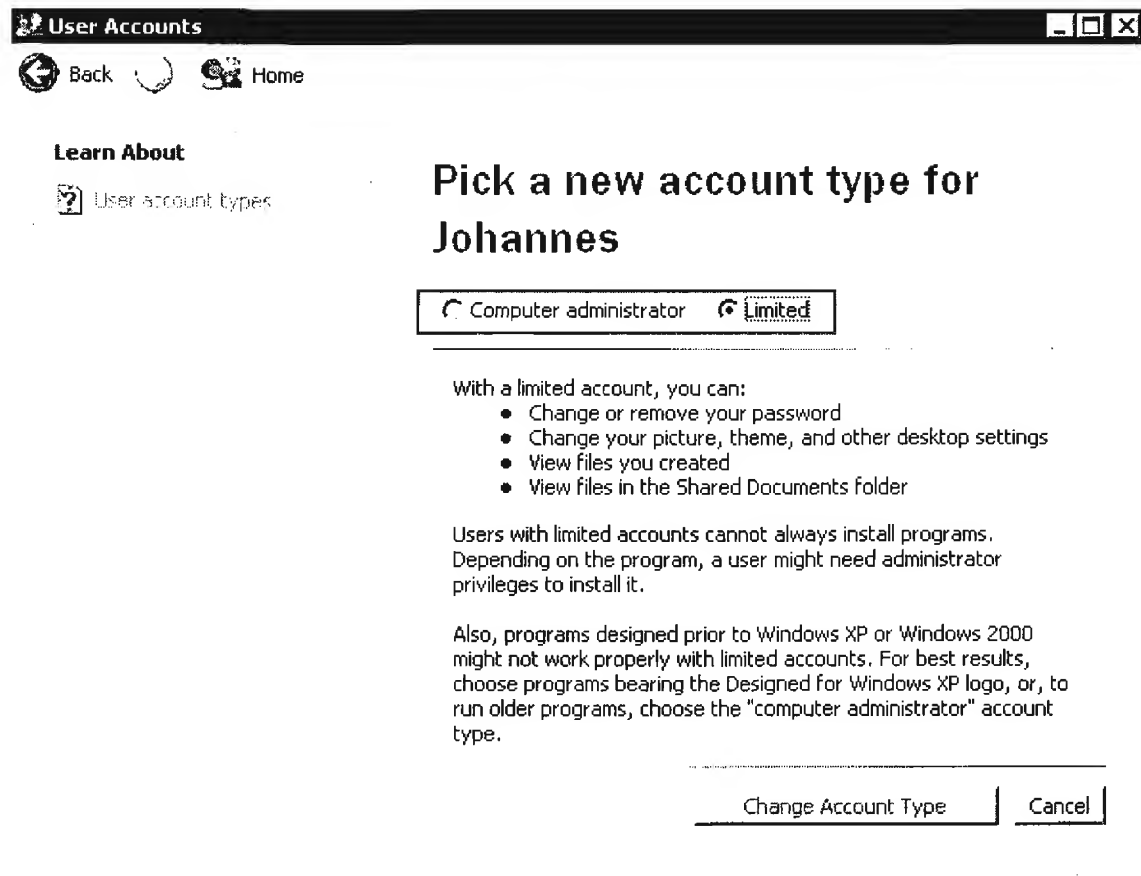 User Accounts
Back Home
Learn About
User account types
Pick a new account type for
Johannes
Computer administrator Limited
With a limited account, you can:
• Change or remove your password
• Change your picture, theme, and other desktop settings
• View files you created
• View files in the Shared Documents folder
Users with limited accounts cannot always install programs.
Depending on the program, a user might need administrator
privileges to install it.
Also, programs designed prior to Windows XP or Windows 2000
might not work properly with limited accounts. For best results,
choose programs bearing the Designed for Windows XP logo, or, to
run older programs, choose the "computer administrator" account
type.
Change Account Type Cancel